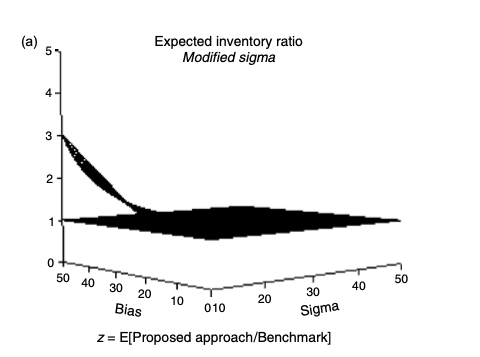 (a)
Expected inventory ratio
Modified sigma
5
4
3
2
1
0
50 40 30 20 10 0
10 20 30 40 50
Bias
Sigma
z = E[Proposed approach/Benchmark]